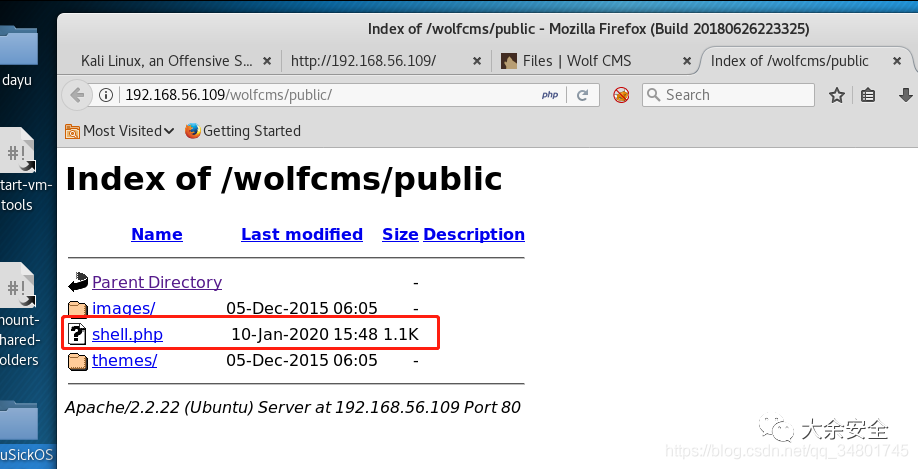 Index of /wolfcms/public - Mozilla Firefox (Build 20180626223325)
dayu
Kali Linux, an Offensive S... × http://192.168.56.109/ × Files | Wolf CMS × Index of /wolfcms/public ×
192.168.56.109/wolfcms/public/ php Search
Most Visited Getting Started
#!
tart-vm-
tools
Index of /wolfcms/public
Name Last modified Size Description
Parent Directory -
images/ 05-Dec-2015 06:05 -
shell.php 10-Jan-2020 15:48 1.1K
themes/ 05-Dec-2015 06:05 -
#!
mount-
hared-
olders
Apache/2.2.22 (Ubuntu) Server at 192.168.56.109 Port 80
uSickOS
大余安全
https://blog.csdn.net/qq_34801745